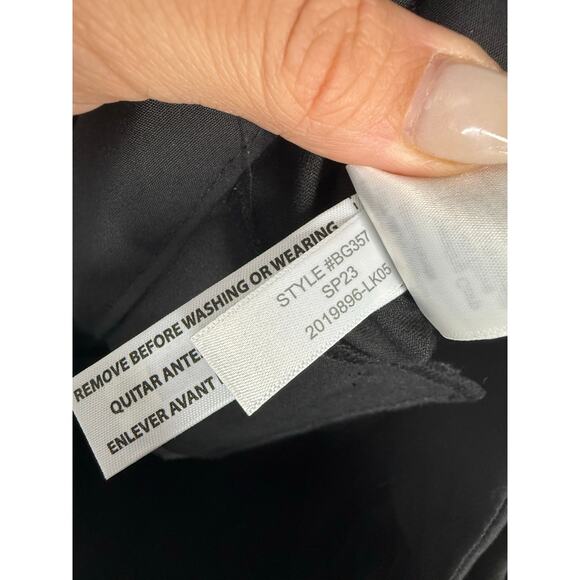 REMOVE BEFORE WASHING OR WEARING
QUITAR ANTE
ENLEVER AVANT
STYLE #BG357
SP23
2019896-LK05